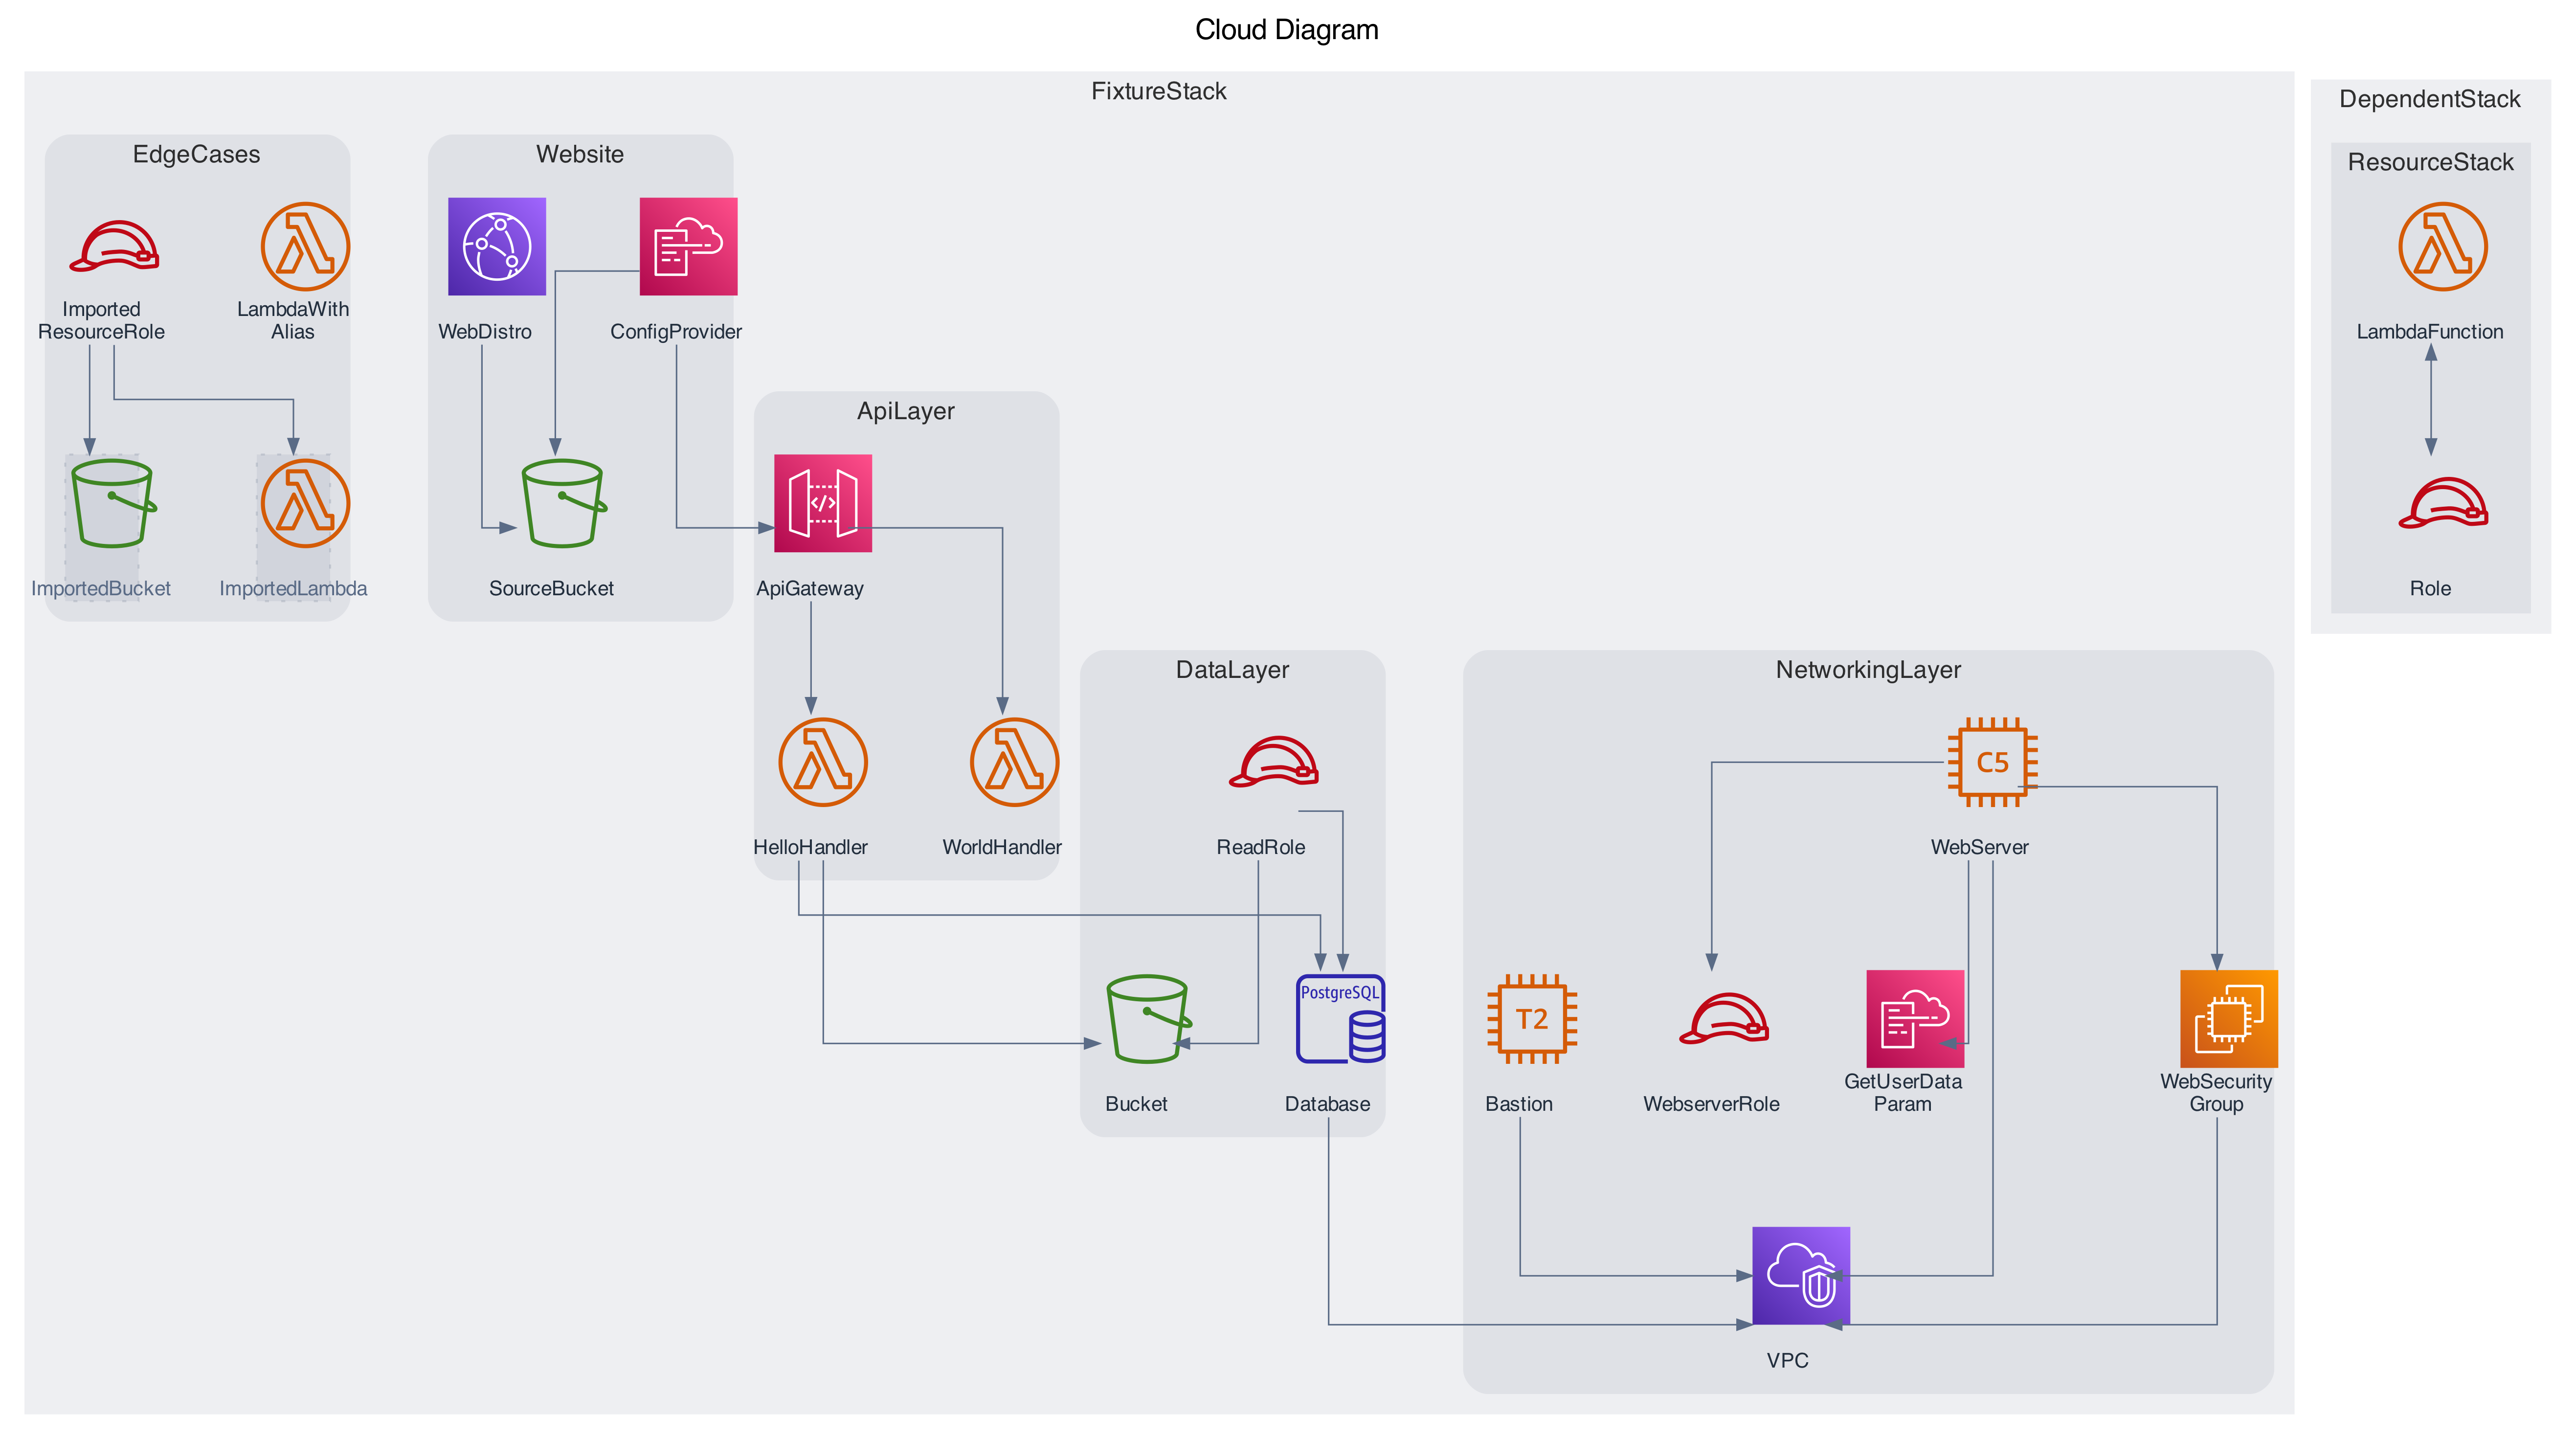 Cloud Diagram
FixtureStack
DependentStack
EdgeCases
Website
ResourceStack
Imported
ResourceRole
LambdaWith
Alias
WebDistro
ConfigProvider
LambdaFunction
ApiLayer
</>
ImportedBucket
ImportedLambda
SourceBucket
ApiGateway
Role
DataLayer
NetworkingLayer
C5
HelloHandler
WorldHandler
ReadRole
WebServer
PostgreSQL
T2
Bucket
Database
Bastion
WebserverRole
GetUserData
Param
WebSecurity
Group
VPC